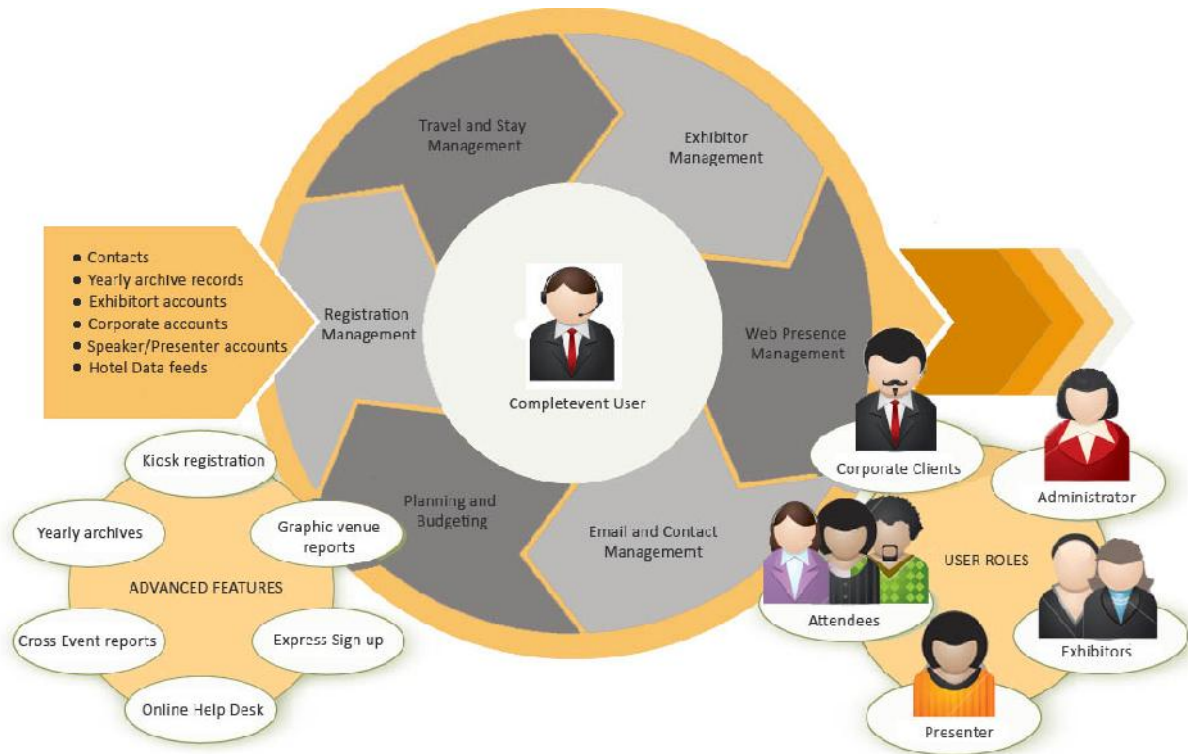 Travel and Stay
Management
Exhibitor
Management
Contacts
Yearly archive records
Exhibitort accounts
Corporate accounts
Speaker/Presenter accounts
Hotel Data feeds
Registration
Management
Web Presence
Management
Completevent User
Planning and
Budgeting
Email and Contact
Management
Kiosk registration
Yearly archives
Graphic venue
reports
ADVANCED FEATURES
Cross Event reports
Express Sign up
Online Help Desk
Corporate Clients
Administrator
USER ROLES
Attendees
Exhibitors
Presenter